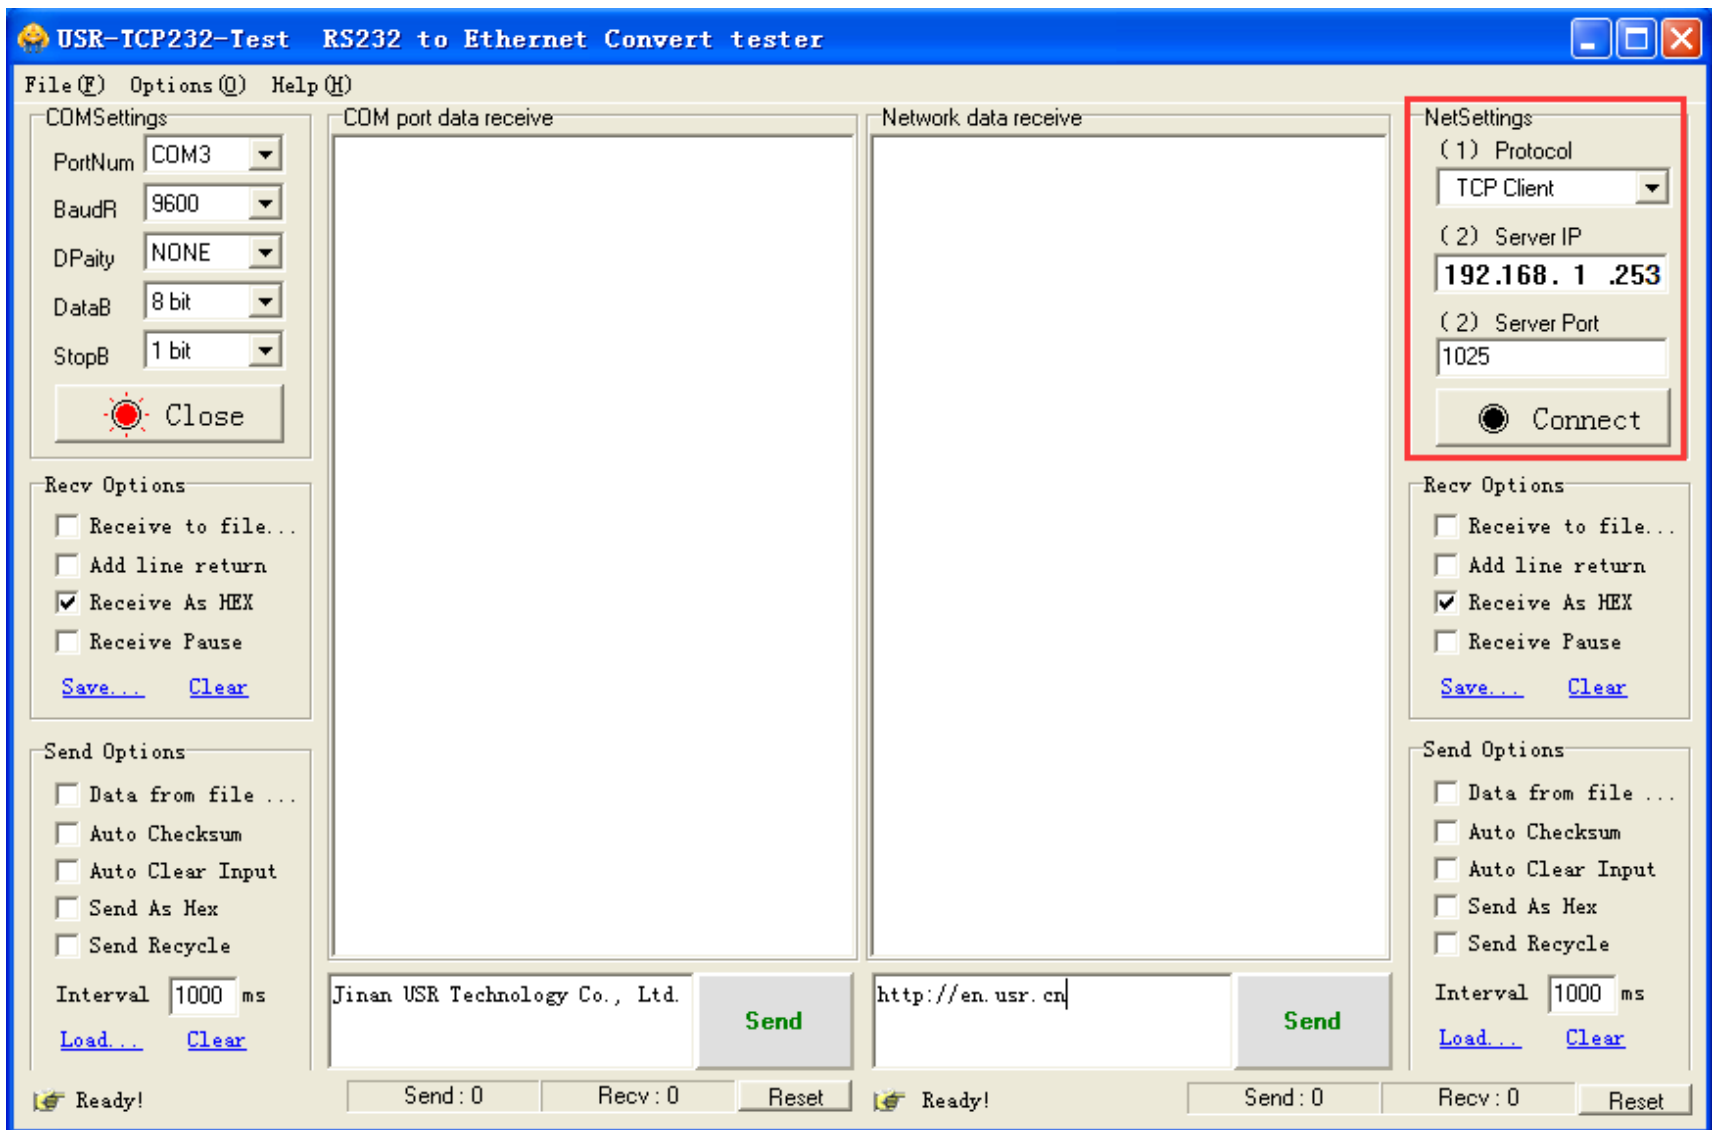 USR-TCP232-Test RS232 to Ethernet Convert tester
File(F) Options(O) Help(H)
COMSettings
PortNum COM3
BaudR 9600
DPaity NONE
DataB 8 bit
StopB 1 bit
Close
Recv Options
Receive to file...
Add line return
Receive As HEX
Receive Pause
Save... Clear
Send Options
Data from file ...
Auto Checksum
Auto Clear Input
Send As Hex
Send Recycle
Interval 1000 ms
Load... Clear
COM port data receive
Jinan USR Technology Co., Ltd.
Send
Network data receive
http://en.usr.cn
Send
NetSettings
(1) Protocol
TCP Client
(2) Server IP
192.168. 1 .253
(2) Server Port
1025
Connect
Recv Options
Receive to file...
Add line return
Receive As HEX
Receive Pause
Save... Clear
Send Options
Data from file ...
Auto Checksum
Auto Clear Input
Send As Hex
Send Recycle
Interval 1000 ms
Load... Clear
Ready! Send : 0 Recv : 0 Reset
Ready! Send : 0 Recv : 0 Reset